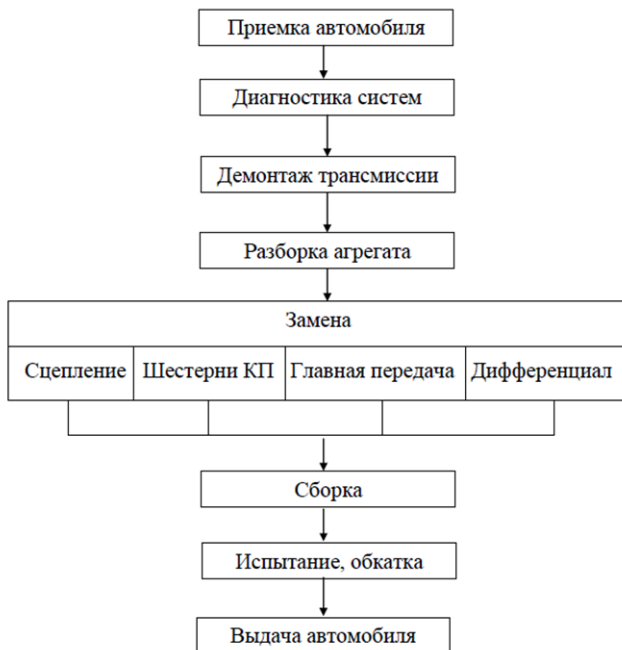 Приемка автомобиля
Диагностика систем
Демонтаж трансмиссии
Разборка агрегата
Замена
Сцепление Шестерни КП Главная передача Дифференциал
Сборка
Испытание, обкатка
Выдача автомобиля